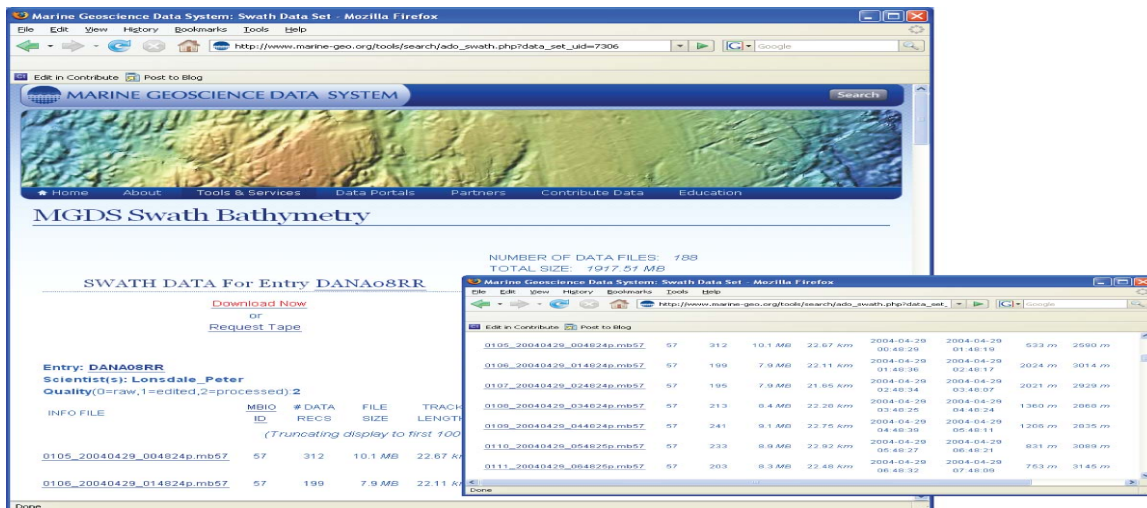 Marine Geoscience Data System: Swath Data Set - Mozilla Firefox
File Edit View History Bookmarks Tools Help
http://www.marine-geo.org/tools/search/ado_swath.php?data_set_uid=7306
Google
Edit in Contribute Post to Blog
MARINE GEOSCIENCE DATA SYSTEM
Search
Home About Tools & Services Data Portals Partners Contribute Data Education
MGDS Swath Bathymetry
NUMBER OF DATA FILES: 188
TOTAL SIZE: 1917.51 MB
SWATH DATA For Entry DANA08RR
Download Now
or
Request Tape
Entry: DANA08RR
Scientist(s): Lonsdale_Peter
Quality(0=raw,1=edited,2=processed):2
INFO FILE MBIO ID # DATA RECS FILE SIZE TRACK LENGTH
(Truncating display to first 100
0105_20040429_004824p.mb57 57 312 10.1 MB 22.67 km
0106_20040429_014824p.mb57 57 199 7.9 MB 22.11 k
Done
Marine Geoscience Data System: Swath Data Set - Mozilla Firefox
File Edit View History Bookmarks Tools Help
http://www.marine-geo.org/tools/search/ado_swath.php?data_set_
Google
Edit in Contribute Post to Blog
0105_20040429_004824p.mb57 57 312 10.1 MB 22.67 km 2004-04-29 00:48:29 2004-04-29 01:48:19 533 m 2590 m
0106_20040429_014824p.mb57 57 199 7.9 MB 22.11 km 2004-04-29 01:48:36 2004-04-29 02:48:17 2024 m 3014 m
0107_20040429_024824p.mb57 57 195 7.9 MB 21.65 km 2004-04-29 02:48:34 2004-04-29 03:48:07 2021 m 2929 m
0108_20040429_034824p.mb57 57 213 8.4 MB 22.28 km 2004-04-29 03:48:25 2004-04-29 04:48:24 1360 m 2868 m
0109_20040429_044024p.mb57 57 241 9.1 MB 22.75 km 2004-04-29 04:48:39 2004-04-29 05:48:11 1206 m 2835 m
0110_20040429_054825p.mb57 57 233 8.9 MB 22.92 km 2004-04-29 05:48:27 2004-04-29 06:48:21 831 m 3089 m
0111_20040429_064825p.mb57 57 203 8.3 MB 22.48 km 2004-04-29 06:48:32 2004-04-29 07:48:09 753 m 3145 m
Done